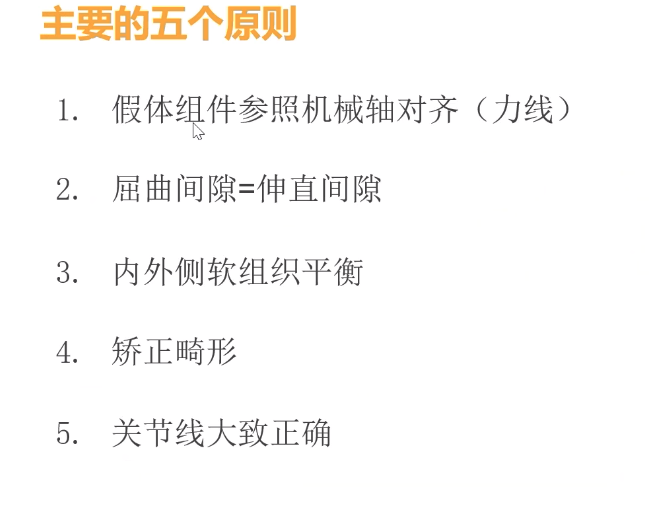 主要的五个原则
1. 假体组件参照机械轴对齐（力线）
2. 屈曲间隙=伸直间隙
3. 内外侧软组织平衡
4. 矫正畸形
5. 关节线大致正确